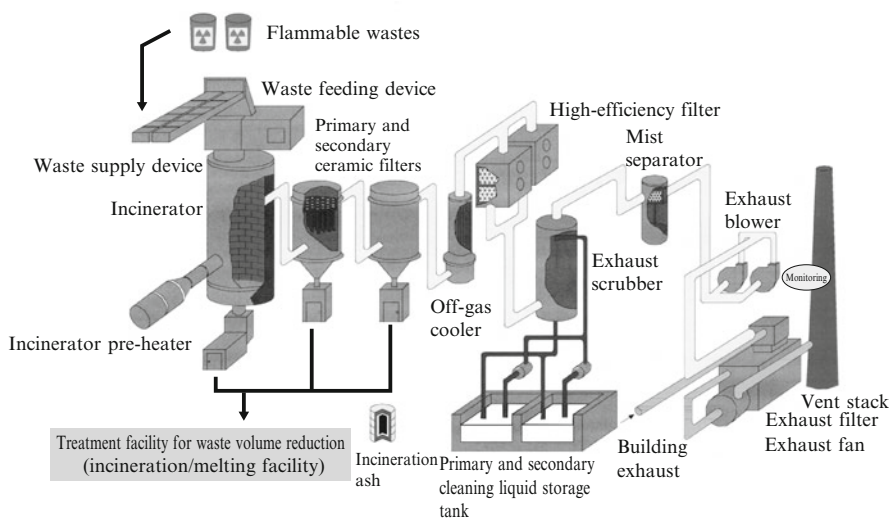 Flammable wastes
Waste feeding device
High-efficiency filter
Primary and
secondary
ceramic filters
Mist
separator
Waste supply device
Incinerator
Exhaust
blower
Monitoring
Exhaust
scrubber
Off-gas
cooler
Incinerator pre-heater
Vent stack
Treatment facility for waste volume reduction
(incineration/melting facility)
Incineration
ash
Primary and secondary
cleaning liquid storage
tank
Building
exhaust
Exhaust filter
Exhaust fan